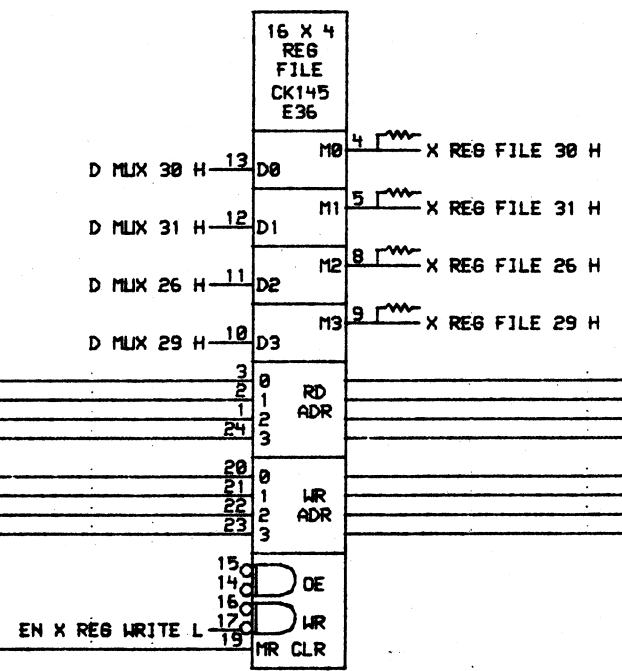 16 X 4
REG
FILE
CK145
E36
D MUX 30 H 13 D0 M0 4 X REG FILE 30 H
D MUX 31 H 12 D1 M1 5 X REG FILE 31 H
D MUX 26 H 11 D2 M2 8 X REG FILE 26 H
D MUX 29 H 10 D3 M3 9 X REG FILE 29 H
3 0 RD
2 1 ADR
1 2
24 3
20 0
21 1 WR
22 2 ADR
23 3
15
14 OE
16
EN X REG WRITE L 17 WR
19 MR CLR